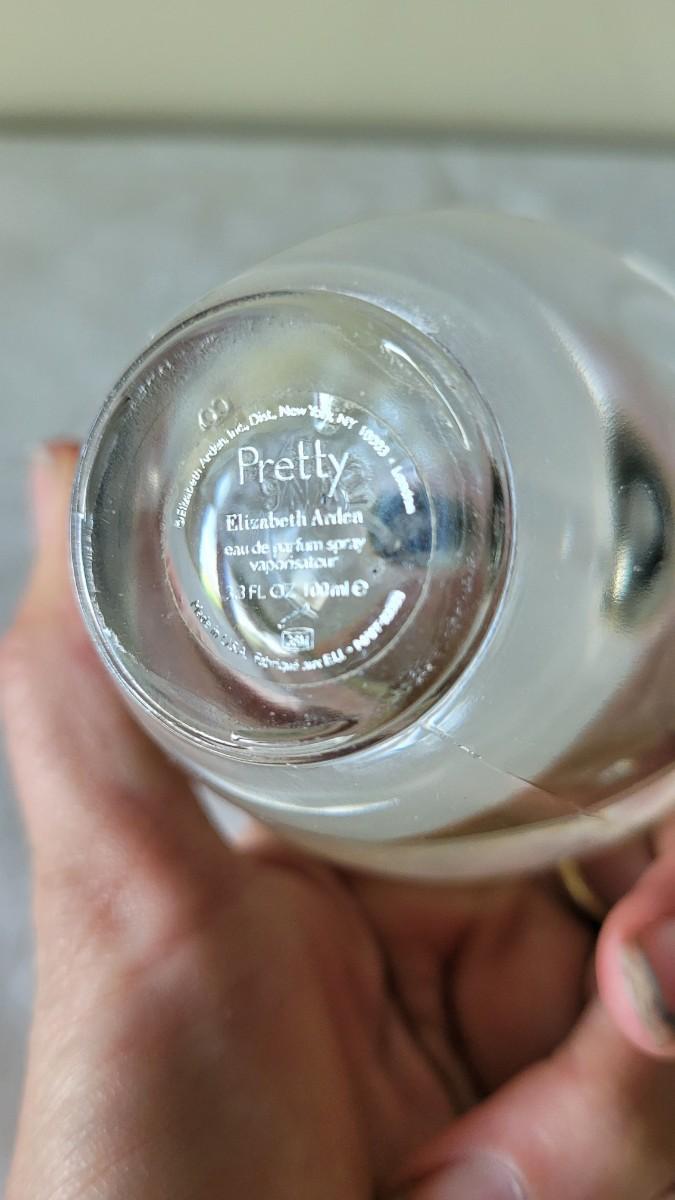 © Elizabeth Arden, Inc., Dist., New York, NY • London
Pretty
Elizabeth Arden
eau de parfum spray
vaporisateur
3.3 FL OZ 100ml ℮
Made in U.S.A. Fabriqué aux É.U. •